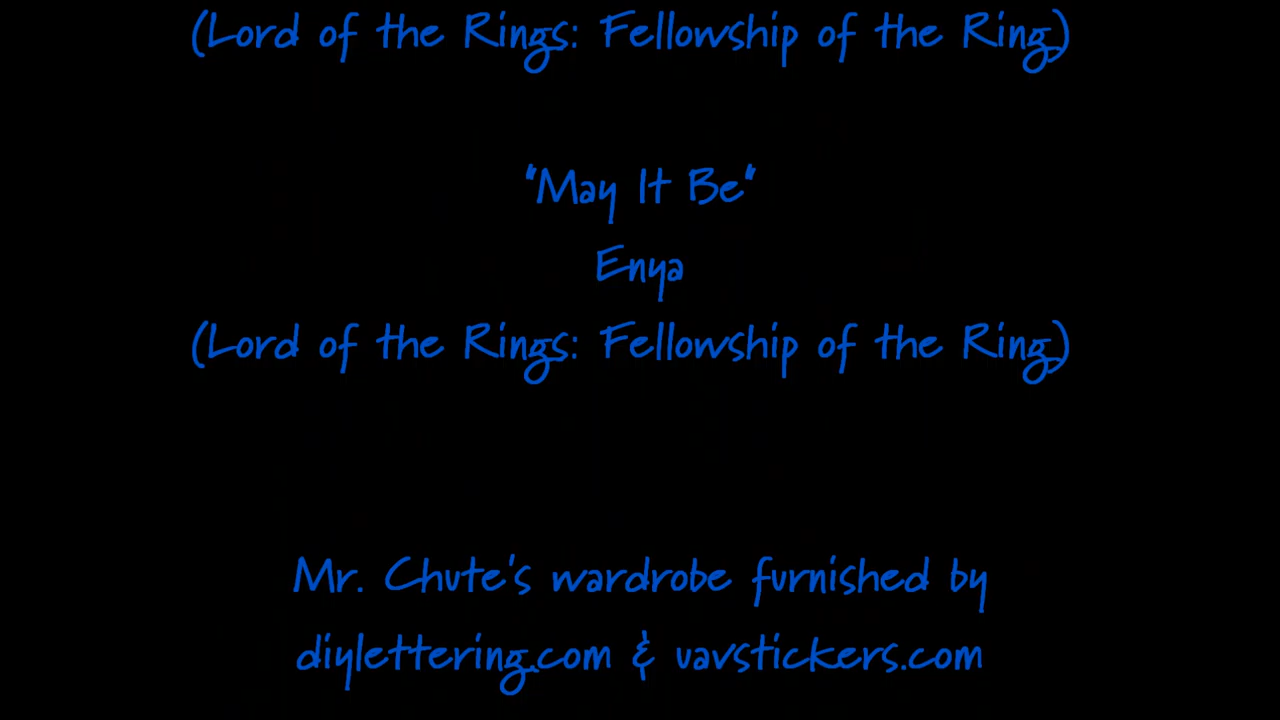 (Lord of the Rings: Fellowship of the Ring)
"May It Be"
Enya
(Lord of the Rings: Fellowship of the Ring)
Mr. Chute's wardrobe furnished by
diylettering.com & uavstickers.com